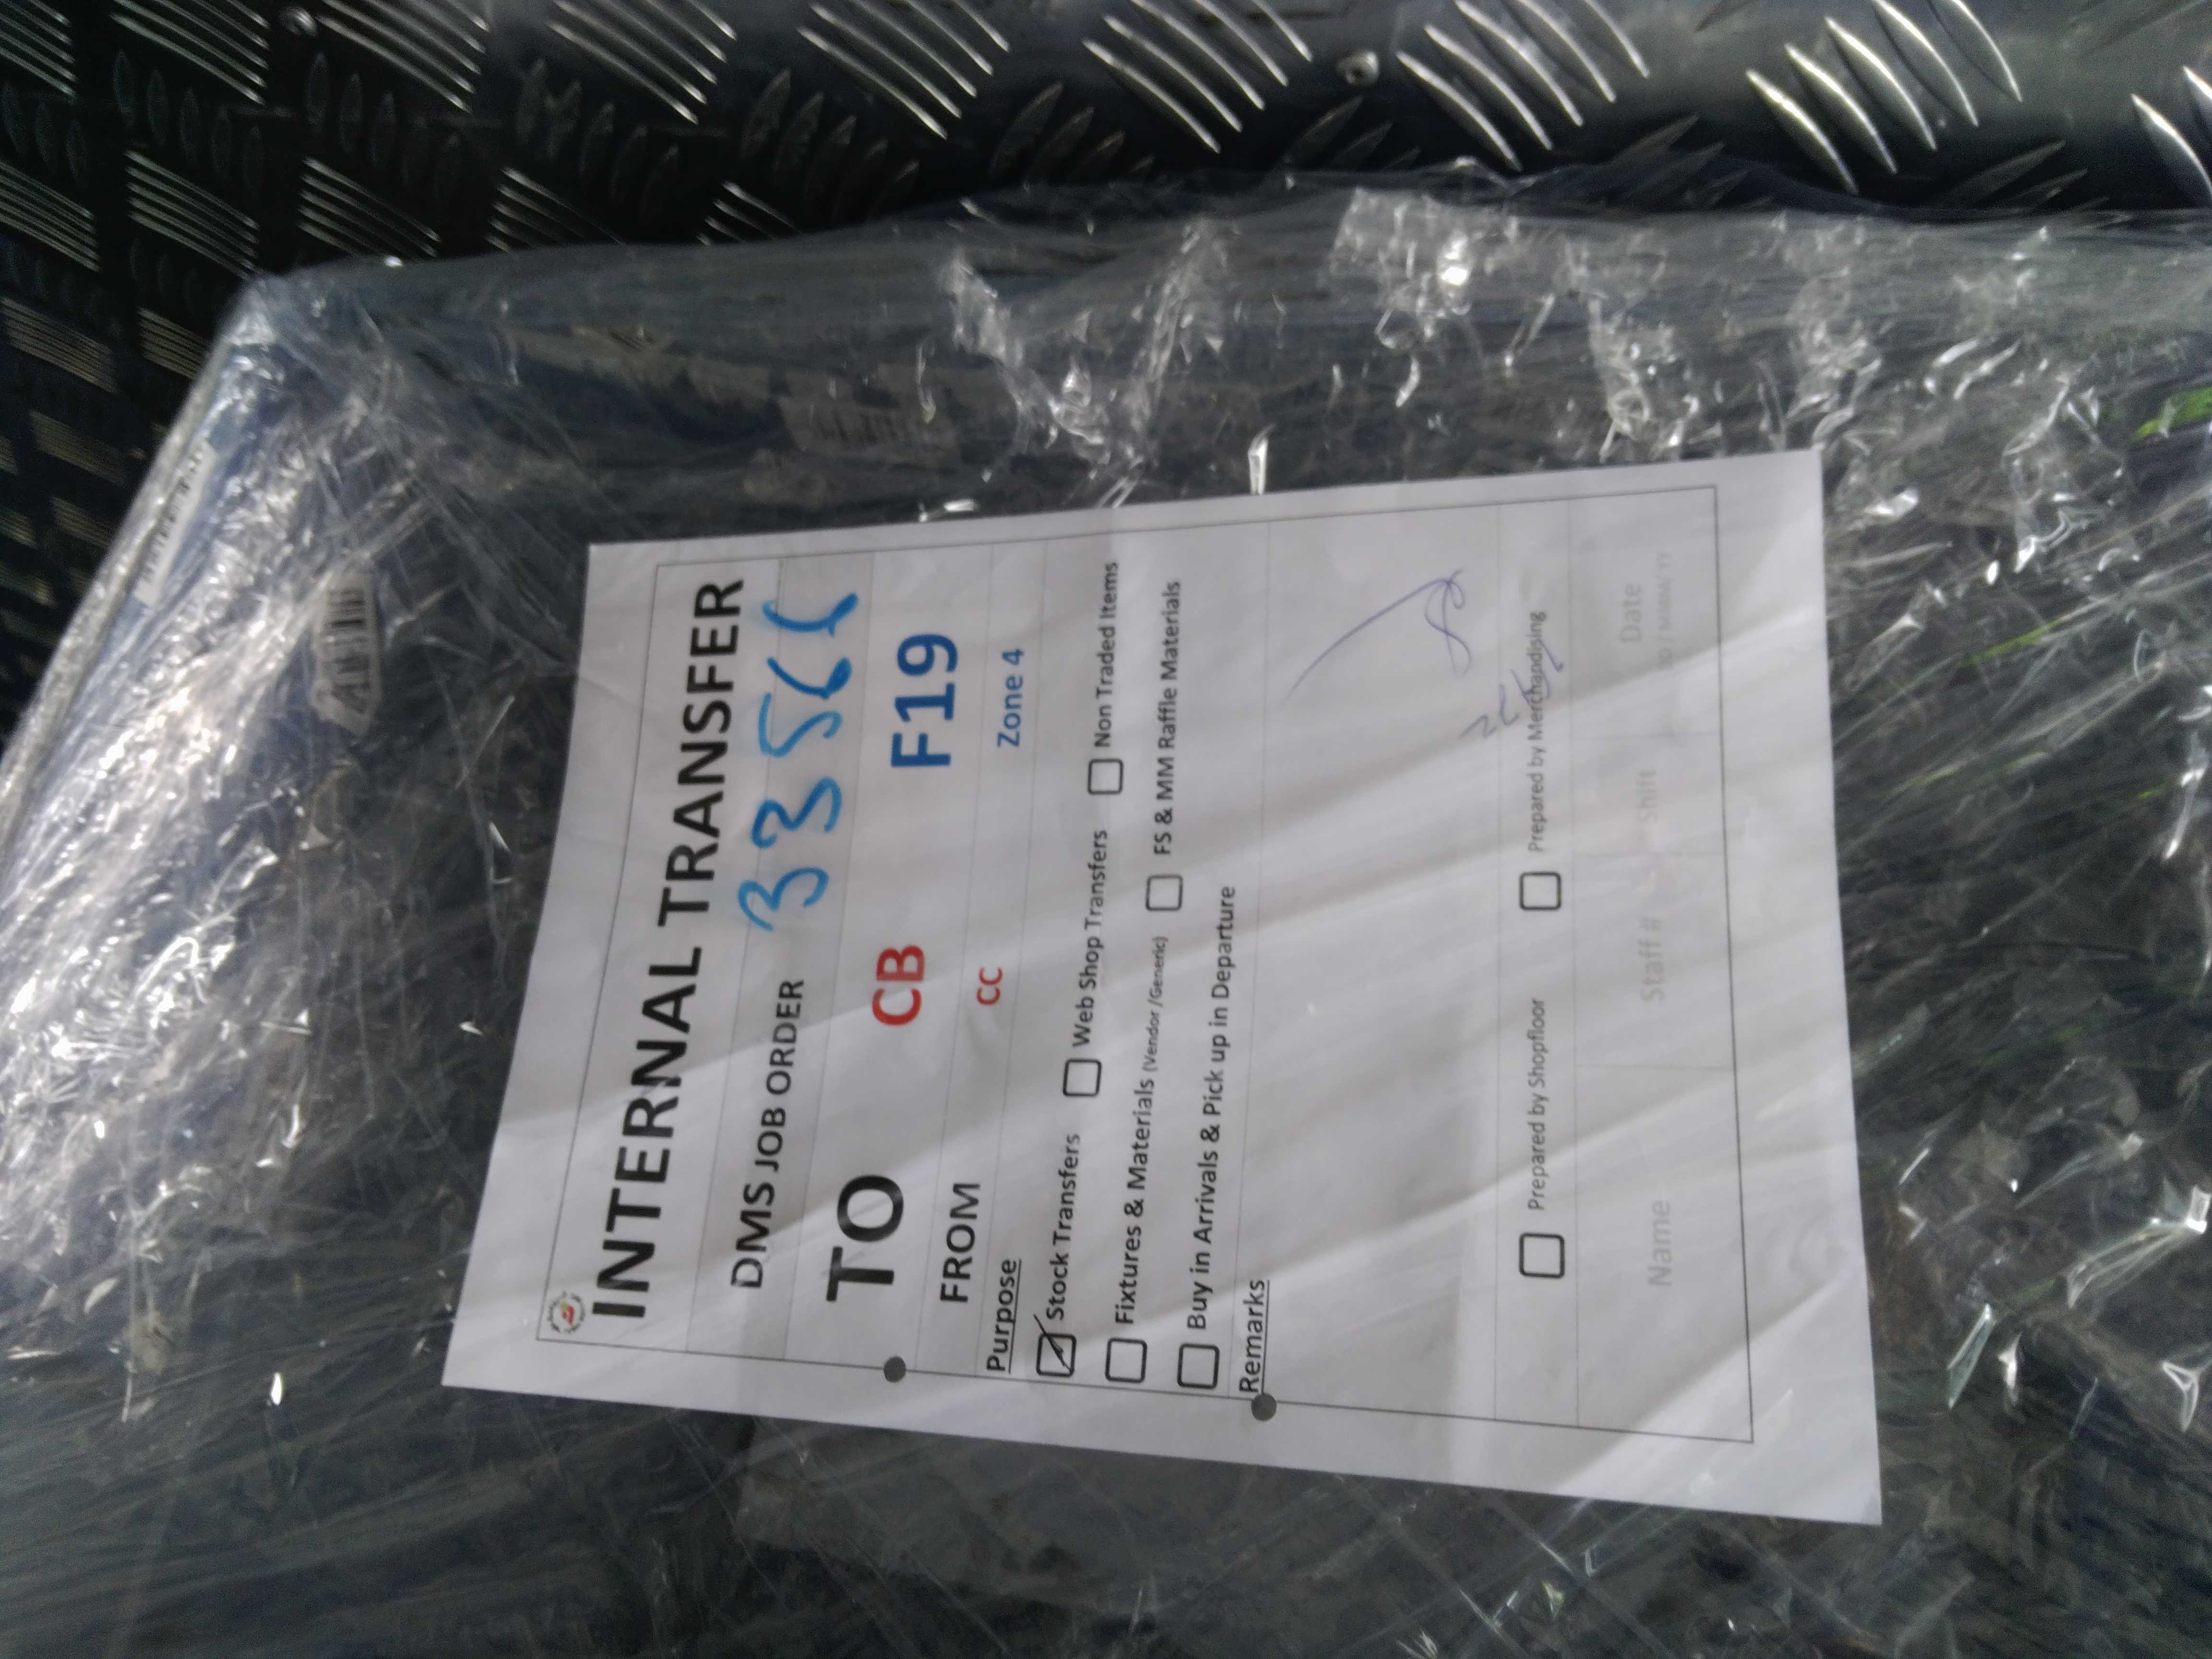 INTERNAL TRANSFER
DMS JOB ORDER 33566
TO CB F19
FROM CC Zone 4
Purpose
Stock Transfers Web Shop Transfers Non Traded Items
Fixtures & Materials (Vendor /Generic) FS & MM Raffle Materials
Buy in Arrivals & Pick up in Departure
Remarks
Prepared by Shopfloor Prepared by Merchandising
Name Staff # Shift Date